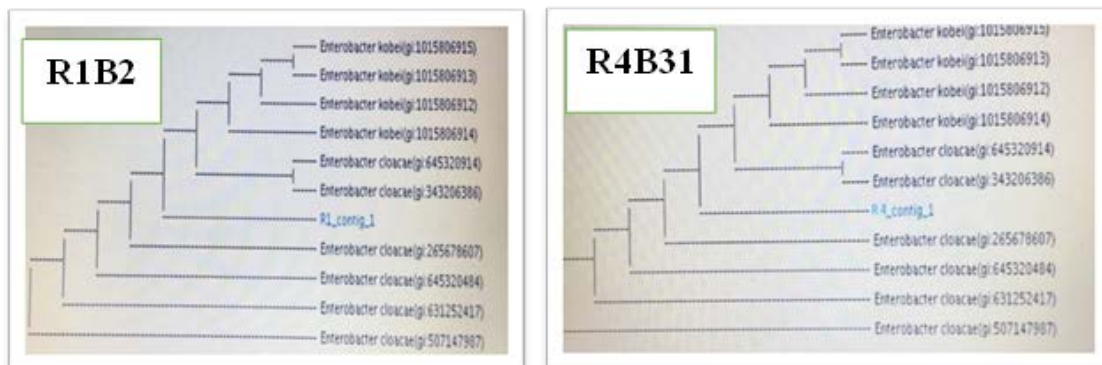 R1B2
Enterobacter kobei(gi:1015806915)
Enterobacter kobei(gi:1015806913)
Enterobacter kobei(gi:1015806912)
Enterobacter kobei(gi:1015806914)
Enterobacter cloacae(gi:645320914)
Enterobacter cloacae(gi:343206386)
R1_contig_1
Enterobacter cloacae(gi:265678607)
Enterobacter cloacae(gi:645320484)
Enterobacter cloacae(gi:631252417)
Enterobacter cloacae(gi:507147987)
R4B31
Enterobacter kobei(gi:1015806915)
Enterobacter kobei(gi:1015806913)
Enterobacter kobei(gi:1015806912)
Enterobacter kobei(gi:1015806914)
Enterobacter cloacae(gi:645320914)
Enterobacter cloacae(gi:343206386)
R4_contig_1
Enterobacter cloacae(gi:265678607)
Enterobacter cloacae(gi:645320484)
Enterobacter cloacae(gi:631252417)
Enterobacter cloacae(gi:507147987)